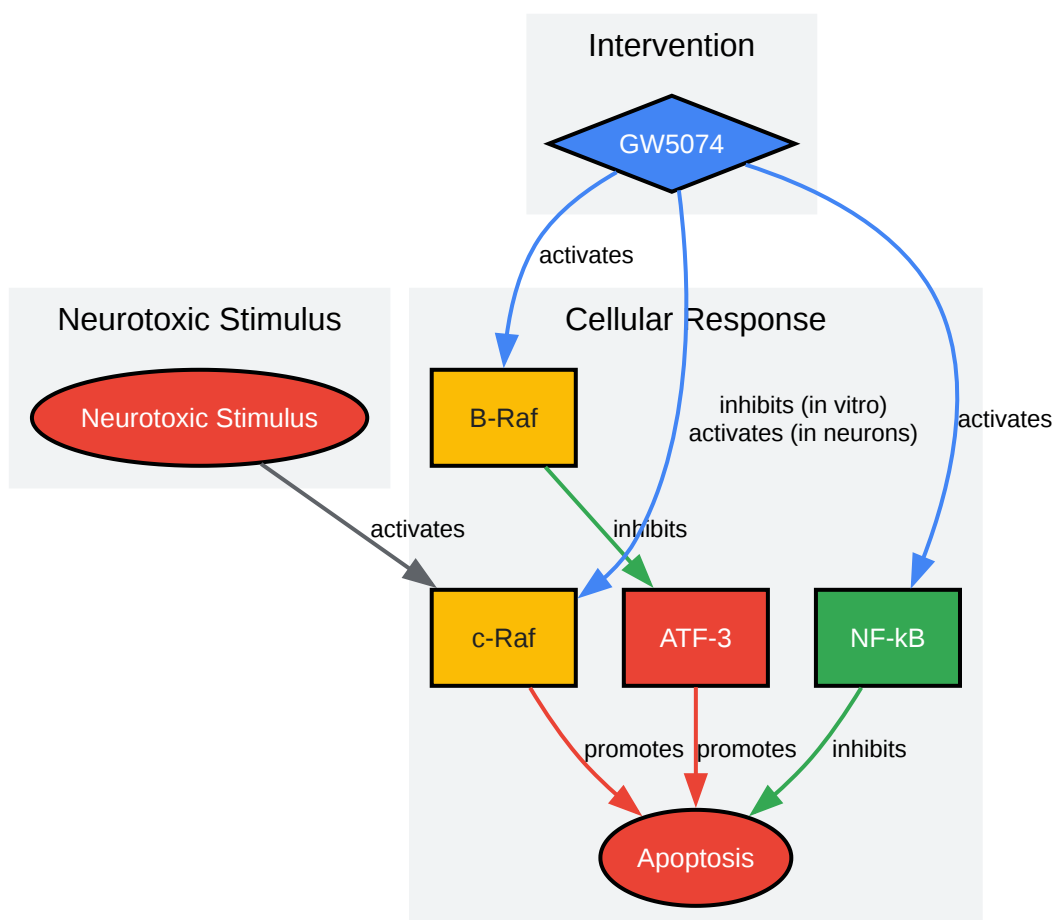 Intervention
GW5074
activates
Neurotoxic Stimulus
Cellular Response
Neurotoxic Stimulus
B-Raf
inhibits (in vitro)
activates (in neurons)
activates
activates
inhibits
c-Raf
ATF-3
NF-kB
promotes
promotes
inhibits
Apoptosis